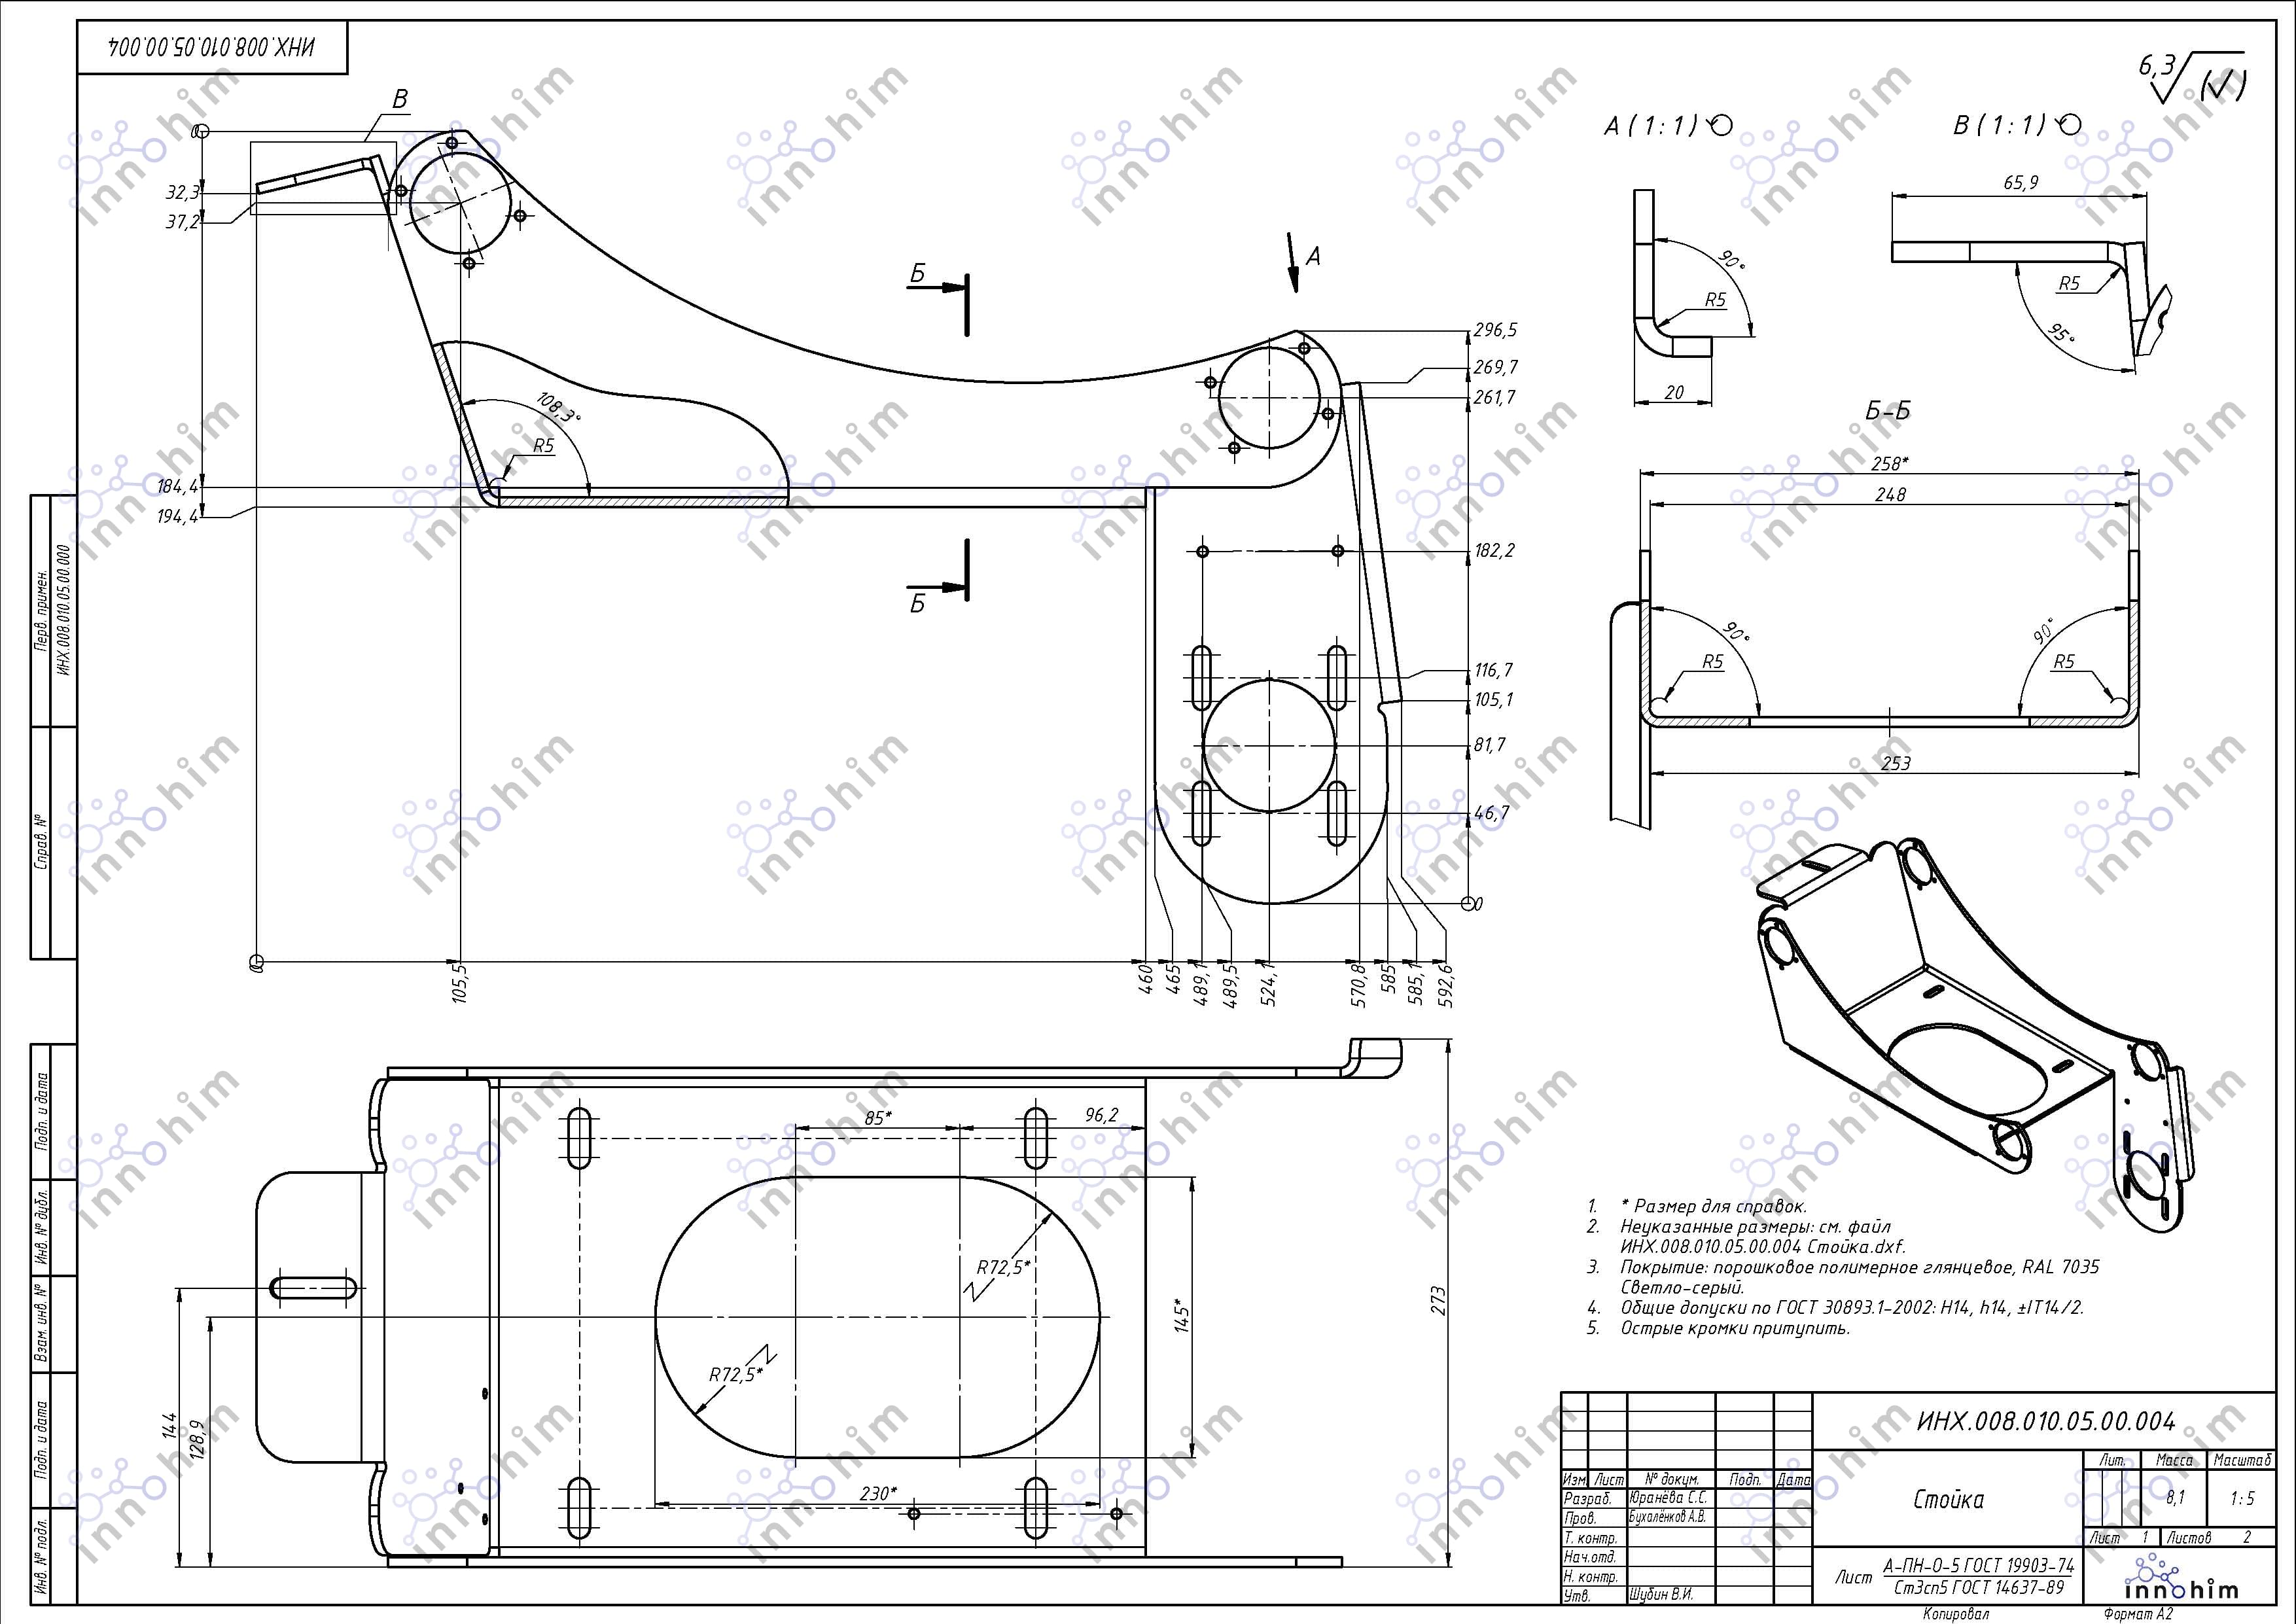 ИНХ.008.010.05.00.004
6,3
(√)
В
0
32,3
37,2
184,4
194,4
108,3°
R5
Б
Б
А
296,5
269,7
261,7
182,2
116,7
105,1
81,7
46,7
0
0
105,5
460
465
489,1
489,5
524,1
570,8
585
585,1
592,6
А (1:1)
90°
R5
20
В (1:1)
65,9
R5
95°
Б-Б
258*
248
90°
R5
90°
R5
253
85*
96,2
R72,5*
R72,5*
145*
230*
273
144
128,9
1. * Размер для справок.
2. Неуказанные размеры: см. файл
ИНХ.008.010.05.00.004 Стойка.dxf.
3. Покрытие: порошковое полимерное глянцевое, RAL 7035
Светло-серый.
4. Общие допуски по ГОСТ 30893.1-2002: H14, h14, ±IT14/2.
5. Острые кромки притупить.
Перв. примен.
ИНХ.008.010.05.00.000
Справ. №
Подп. и дата
Инв. № дубл.
Взам. инв. №
Подп. и дата
Инв. № подл.
ИНХ.008.010.05.00.004
Изм. Лист № докум. Подп. Дата
Разраб. Юранёва С.С.
Пров. Бухалёнков А.В.
Т. контр.
Нач.отд.
Н. контр.
Утв. Шубин В.И.
Стойка
Лит. Масса Масштаб
8,1 1:5
Лист 1 Листов 2
Лист А-ПН-О-5 ГОСТ 19903-74
Ст3сп5 ГОСТ 14637-89
innohim
Копировал Формат А2